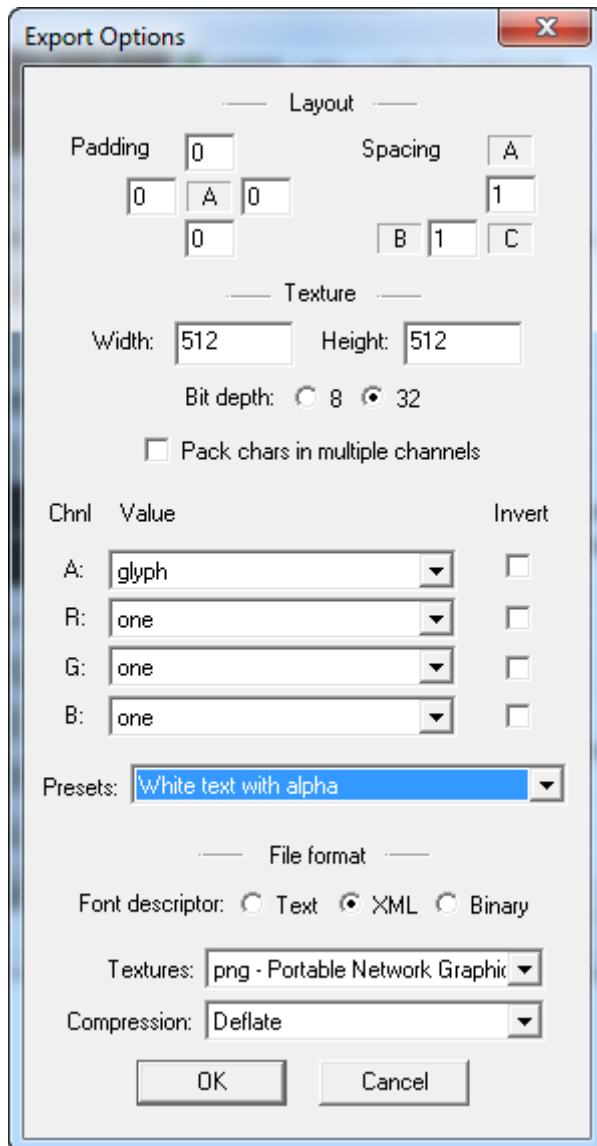 Export Options
Layout
Padding 0 Spacing A
0 A 0 1
0 B 1 C
Texture
Width: 512 Height: 512
Bit depth: 8 32
Pack chars in multiple channels
Chnl Value Invert
A: glyph
R: one
G: one
B: one
Presets: White text with alpha
File format
Font descriptor: Text XML Binary
Textures: png - Portable Network Graphic
Compression: Deflate
OK Cancel